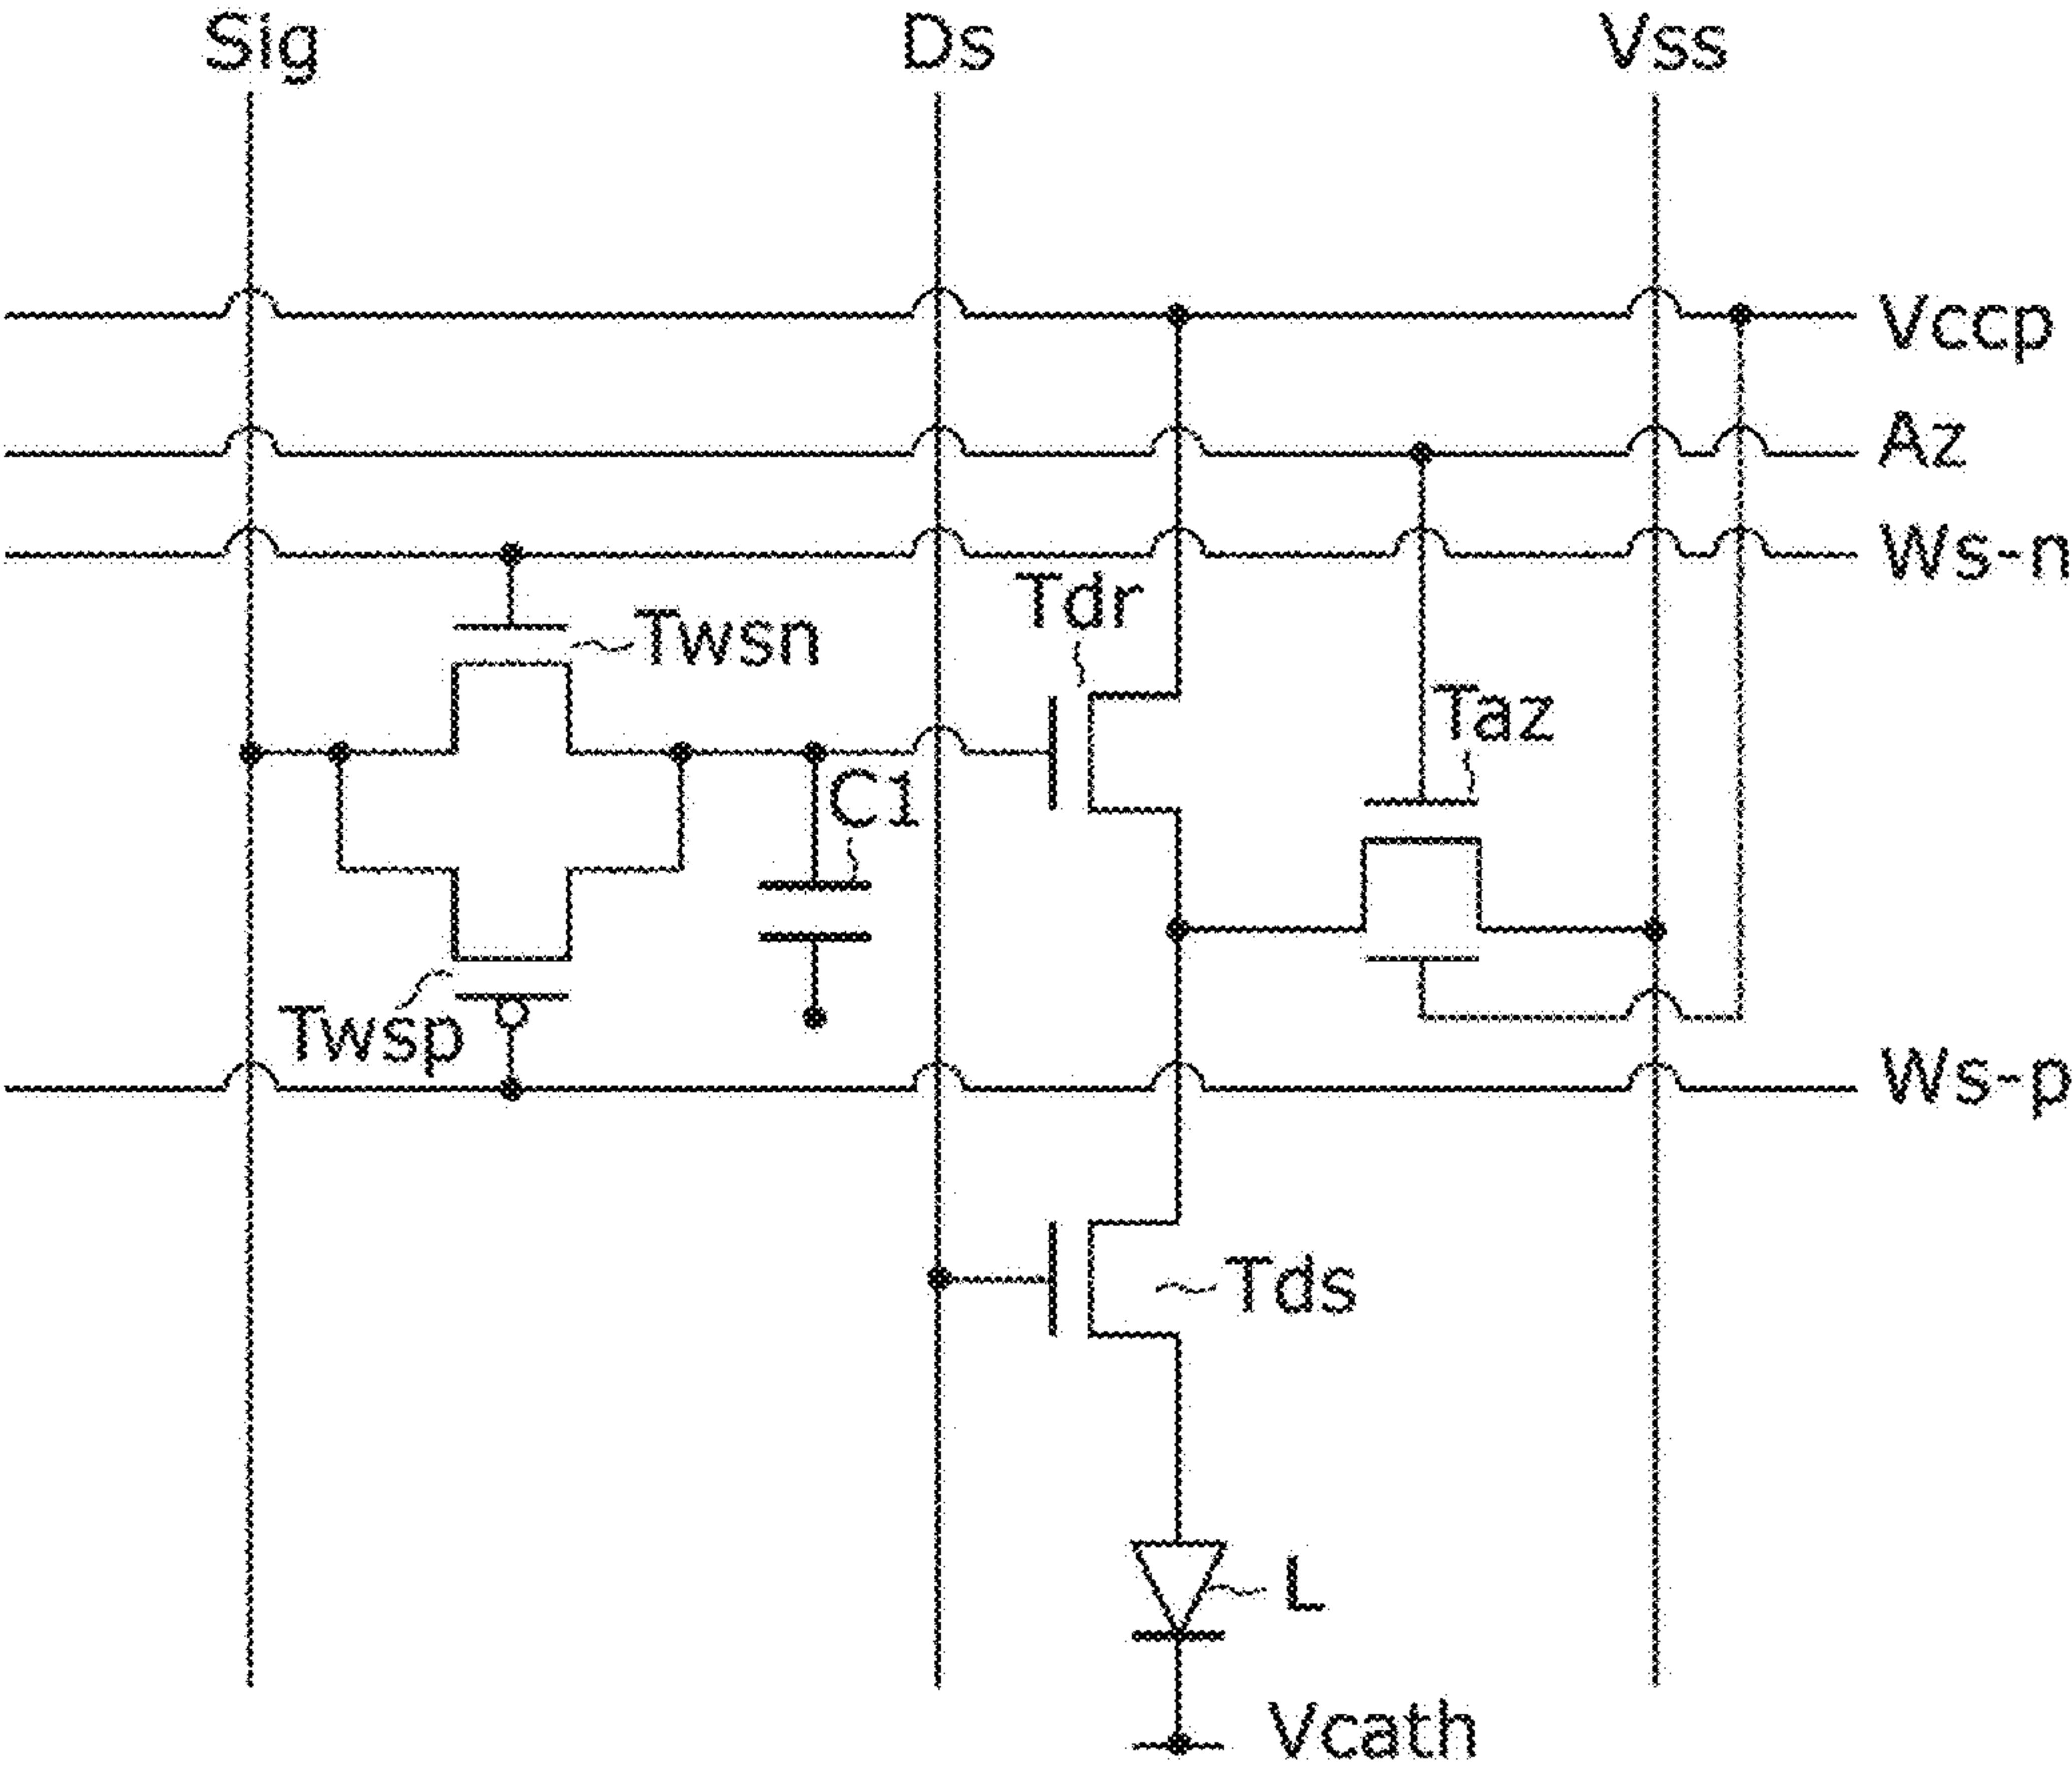 Sig
Ds
Vss
Vccp
Az
Ws-n
Tdr
Twsn
Taz
C1
Twsp
Ws-p
Tds
L
Vcath